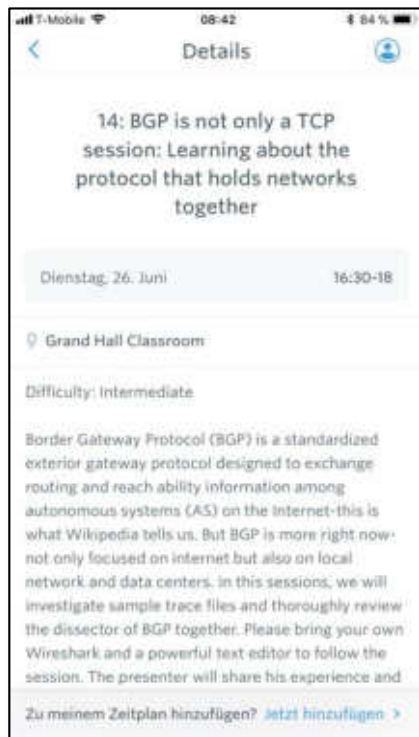 T-Mobile 08:42 84 %
Details
14: BGP is not only a TCP
session: Learning about the
protocol that holds networks
together
Dienstag, 26. Juni 16:30-18
Grand Hall Classroom
Difficulty: Intermediate
Border Gateway Protocol (BGP) is a standardized
exterior gateway protocol designed to exchange
routing and reach ability information among
autonomous systems (AS) on the Internet-this is
what Wikipedia tells us. But BGP is more right now-
not only focused on internet but also on local
network and data centers. In this sessions, we will
investigate sample trace files and thoroughly review
the dissector of BGP together. Please bring your own
Wireshark and a powerful text editor to follow the
session. The presenter will share his experience and
Zu meinem Zeitplan hinzufügen? Jetzt hinzufügen >